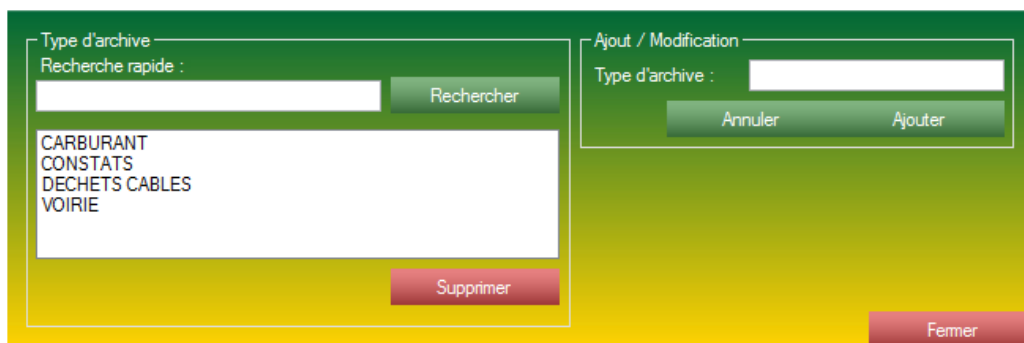 Type d'archive
Recherche rapide :
Rechercher
CARBURANT
CONSTATS
DECHETS CABLES
VOIRIE
Supprimer
Ajout / Modification
Type d'archive :
Annuler
Ajouter
Fermer